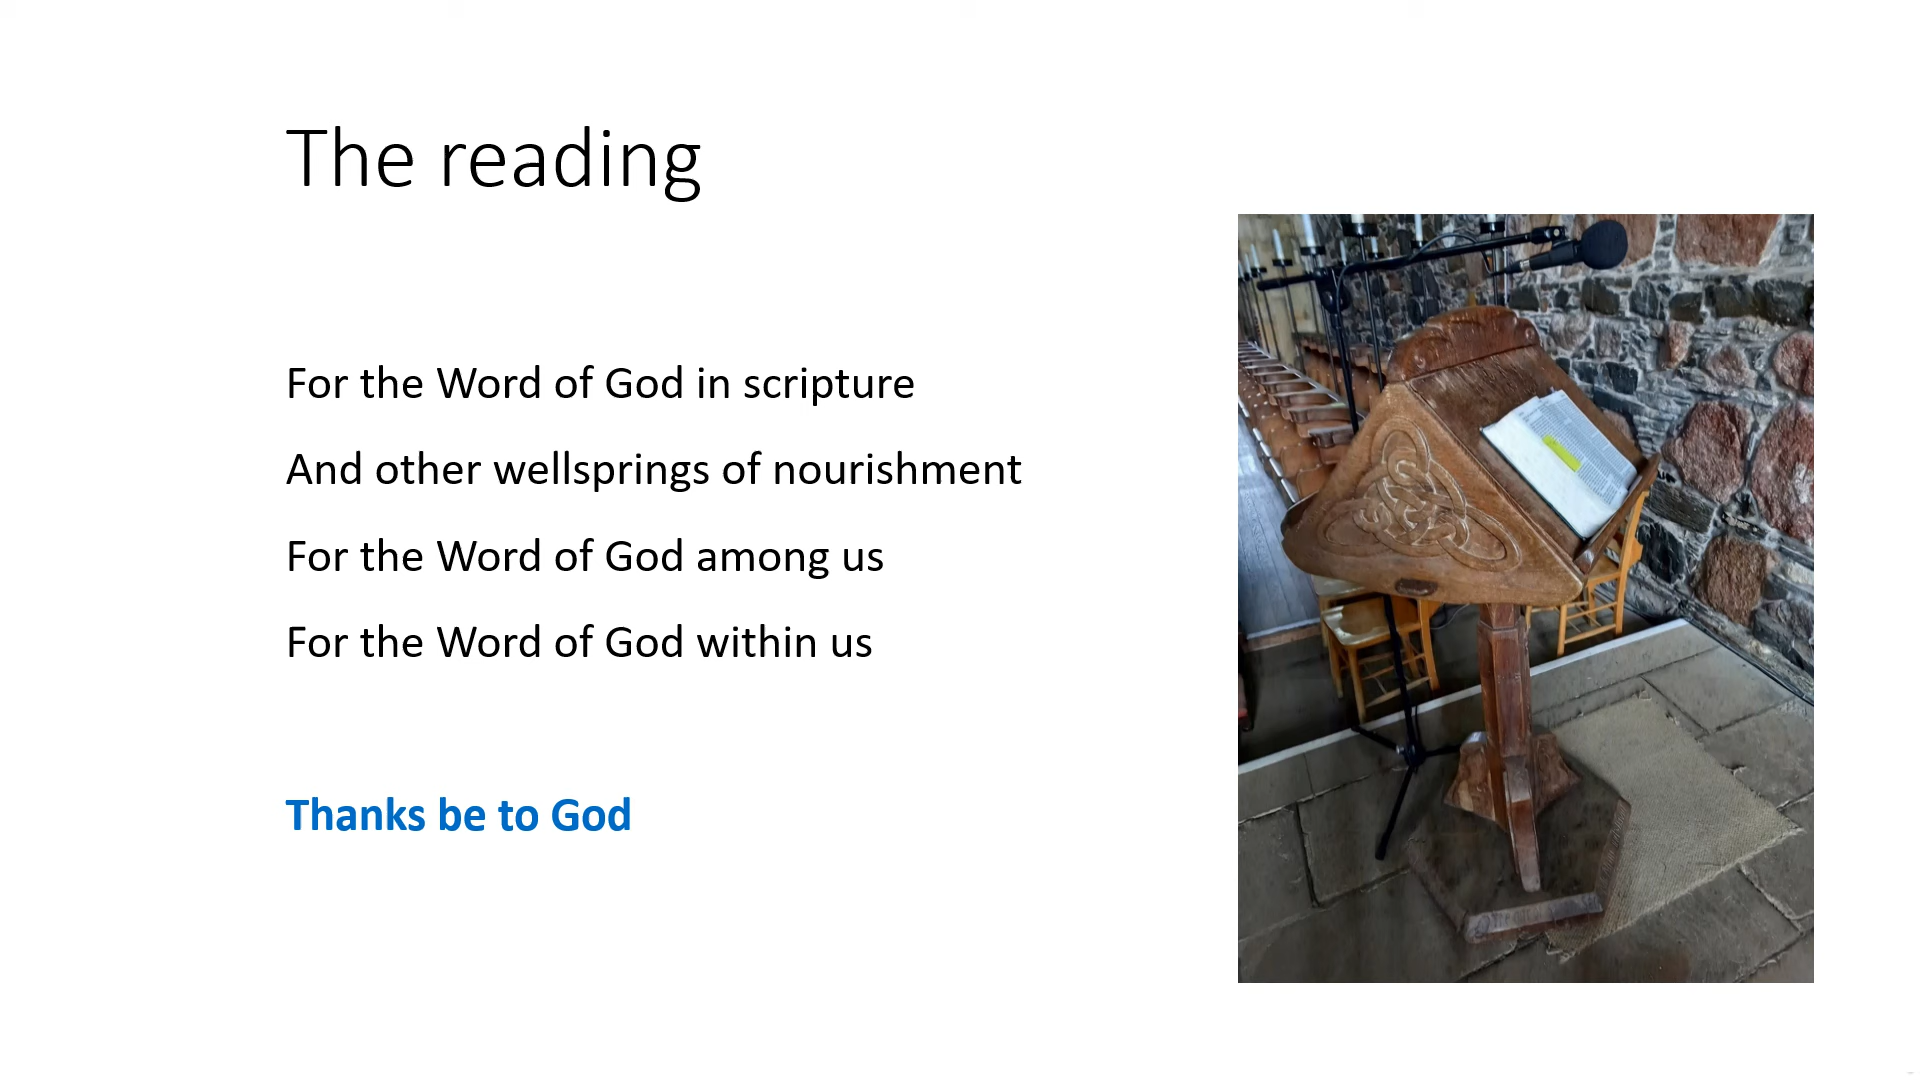 The reading
For the Word of God in scripture
And other wellsprings of nourishment
For the Word of God among us
For the Word of God within us
Thanks be to God